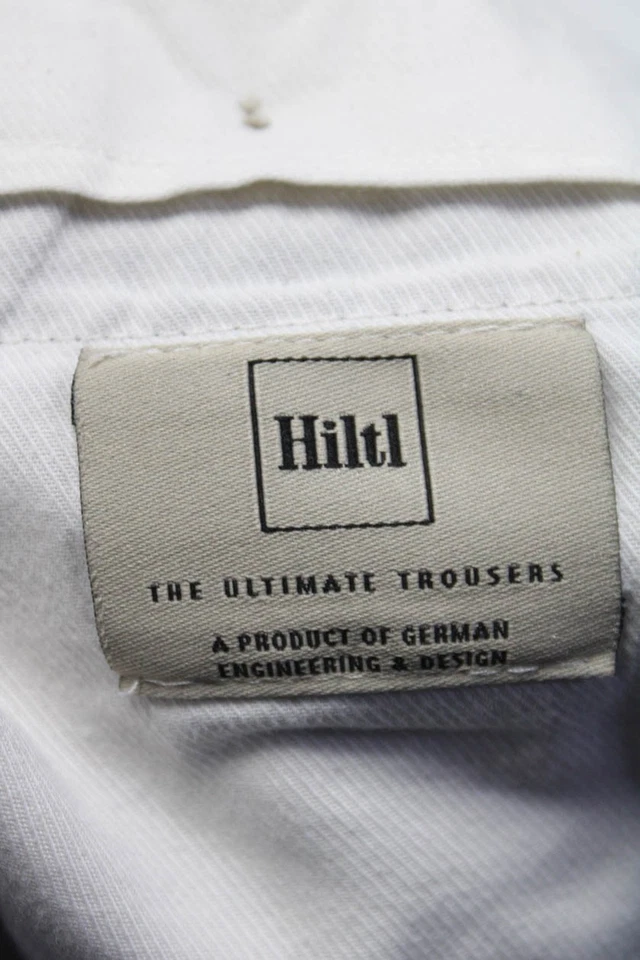 Hiltl
THE ULTIMATE TROUSERS
A PRODUCT OF GERMAN
ENGINEERING & DESIGN